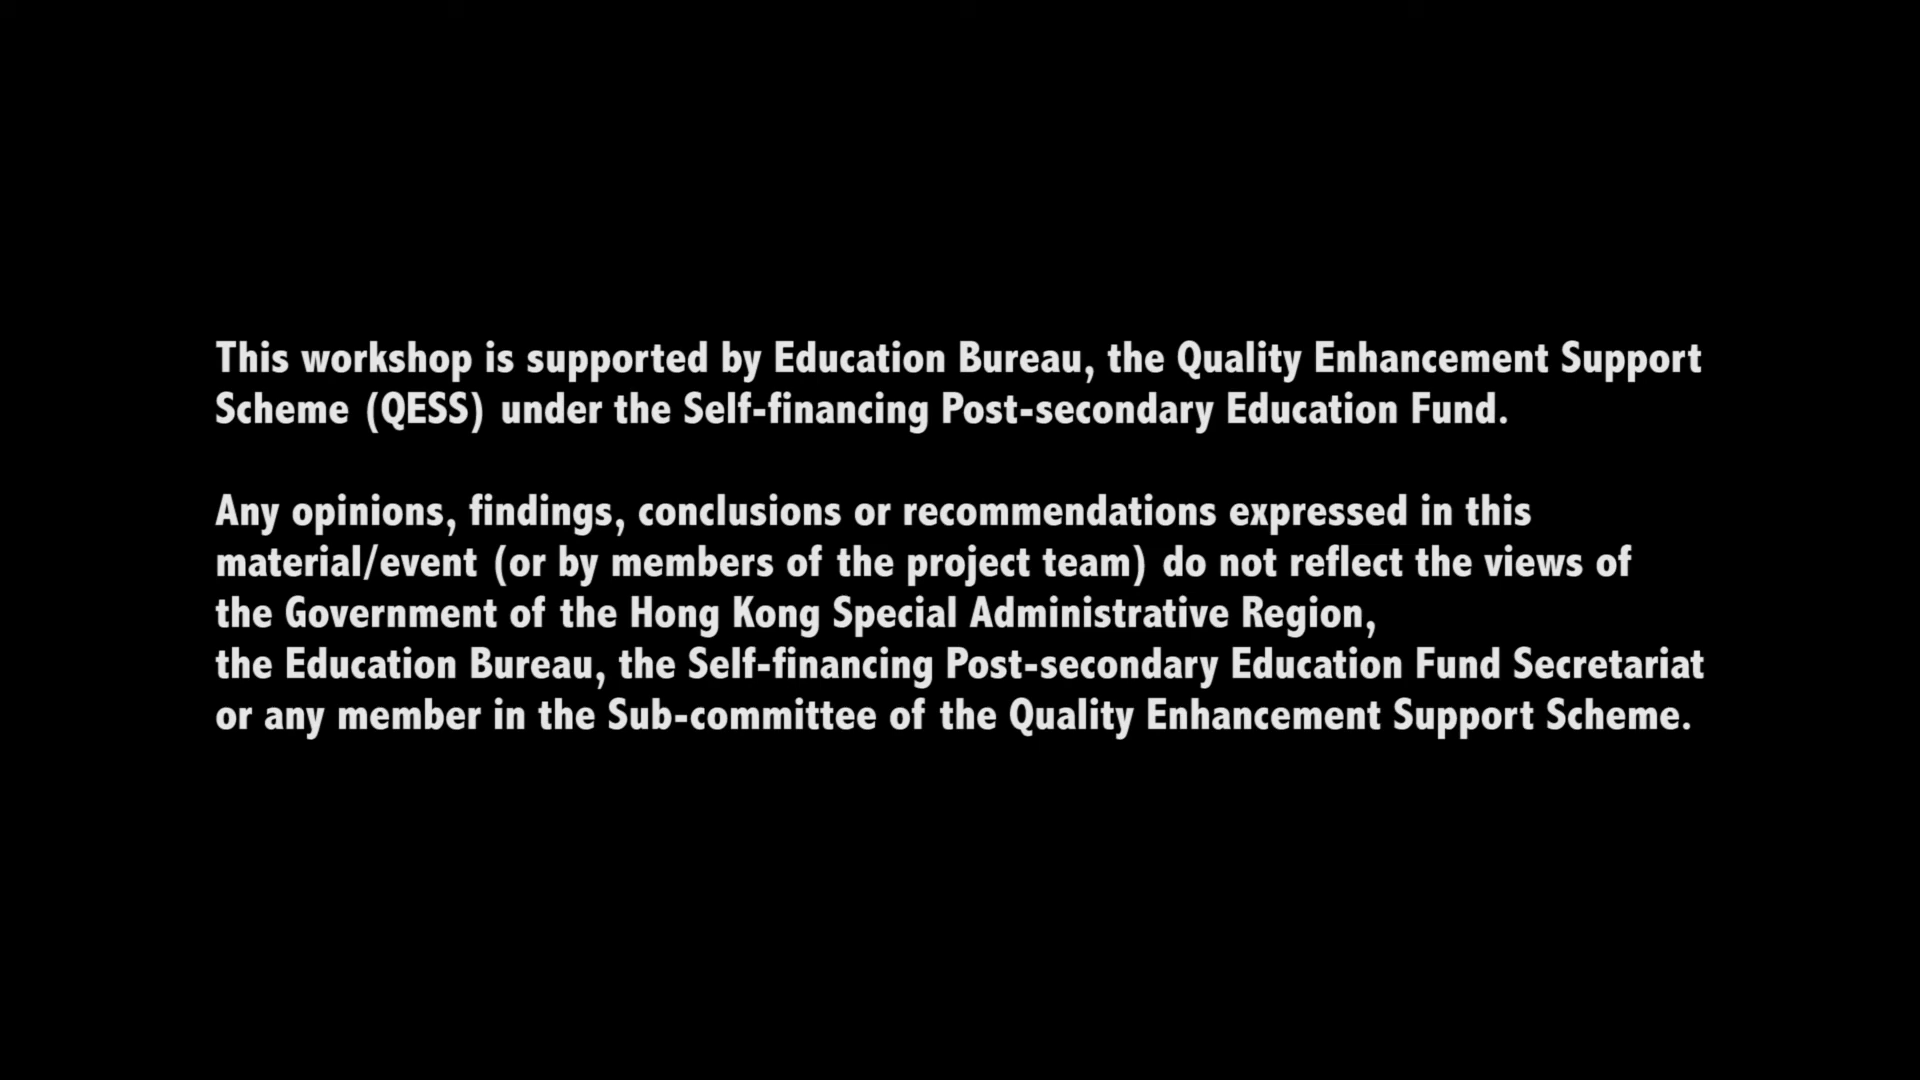 This workshop is supported by Education Bureau, the Quality Enhancement Support
Scheme (QESS) under the Self-financing Post-secondary Education Fund.
Any opinions, findings, conclusions or recommendations expressed in this
material/event (or by members of the project team) do not reflect the views of
the Government of the Hong Kong Special Administrative Region,
the Education Bureau, the Self-financing Post-secondary Education Fund Secretariat
or any member in the Sub-committee of the Quality Enhancement Support Scheme.